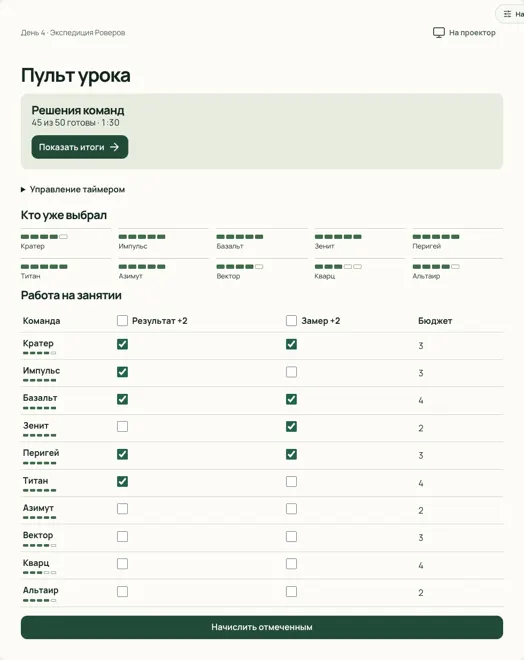 На
День 4 · Экспедиция Роверов
На проектор
Пульт урока
Решения команд
45 из 50 готовы · 1:30
Показать итоги →
▶ Управление таймером
Кто уже выбрал
Кратер Импульс Базальт Зенит Перигей
Титан Азимут Вектор Кварц Альтаир
Работа на занятии
Команда Результат +2 Замер +2 Бюджет
Кратер 3
Импульс 3
Базальт 4
Зенит 2
Перигей 3
Титан 4
Азимут 2
Вектор 3
Кварц 4
Альтаир 2
Начислить отмеченным